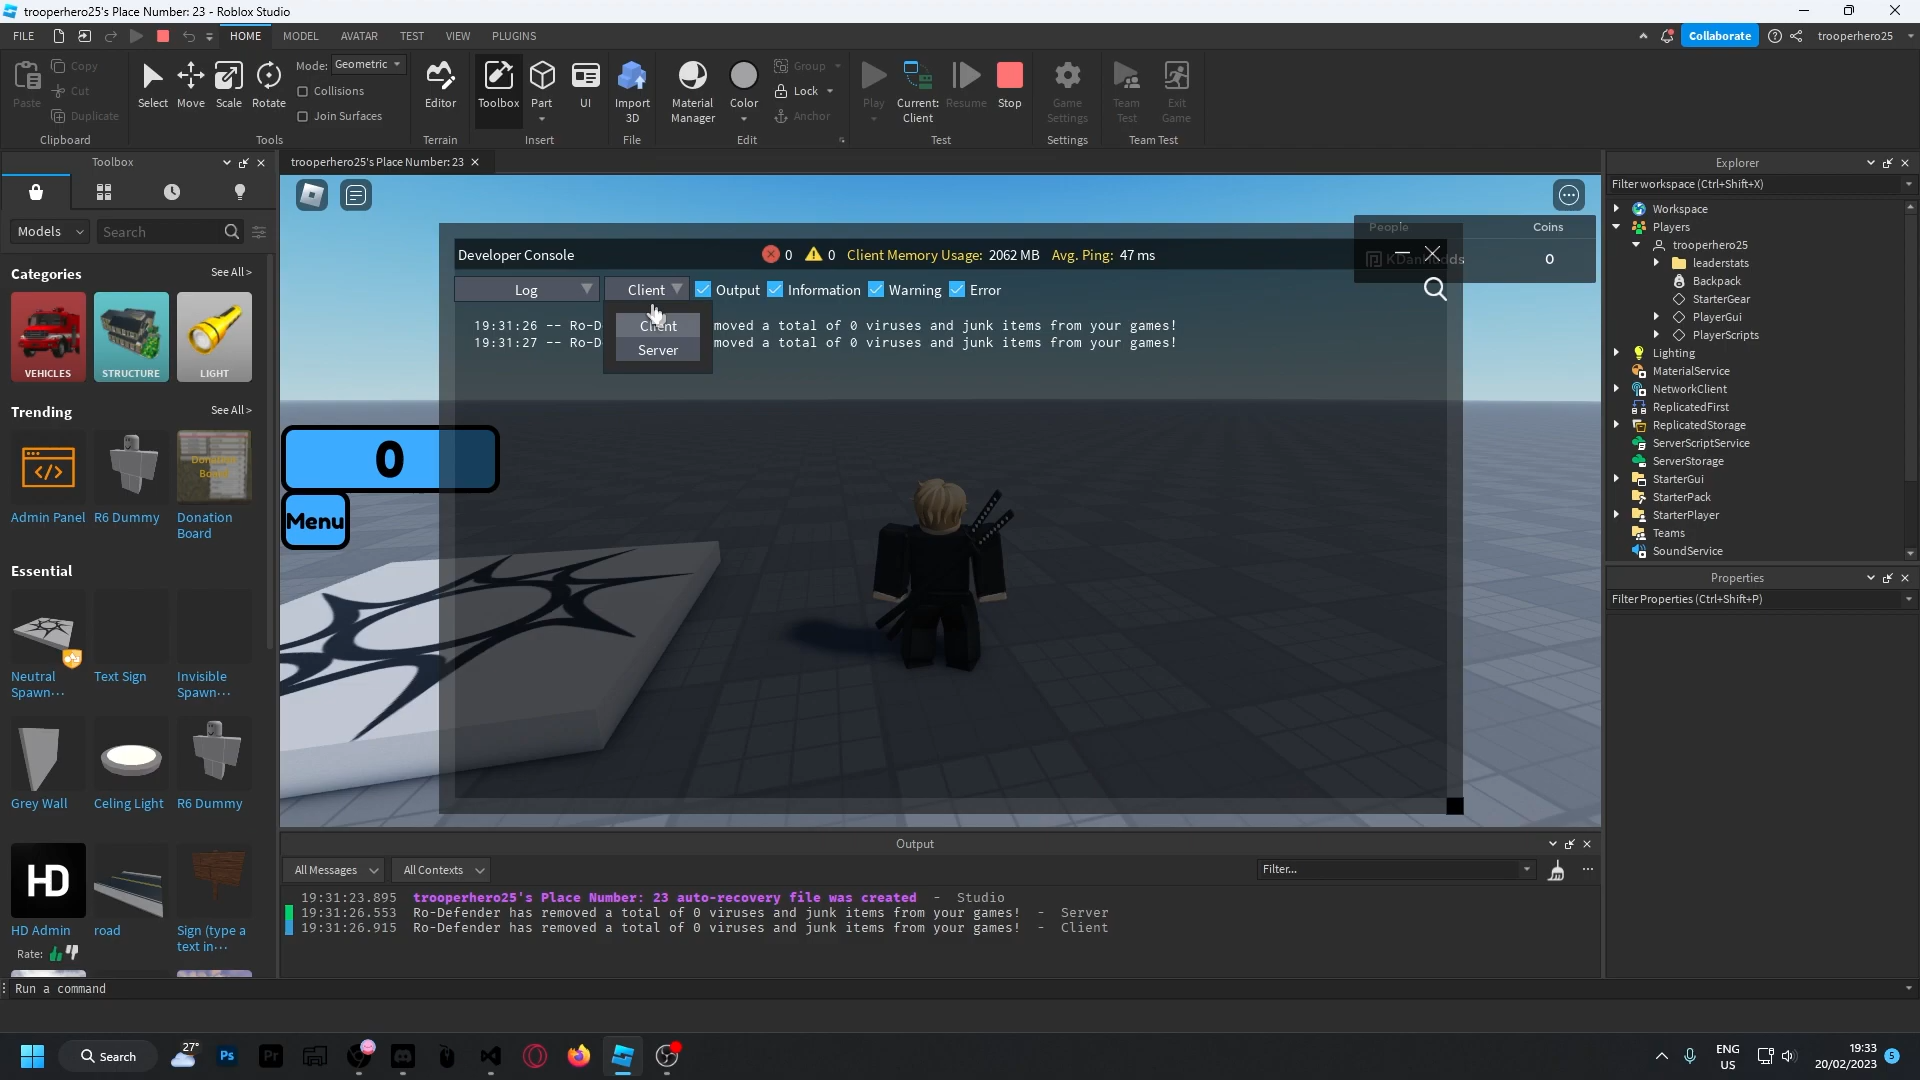 trooperhero25's Place Number: 23 - Roblox Studio
FILE HOME MODEL AVATAR TEST VIEW PLUGINS Collaborate trooperhero25
Paste Copy Cut Duplicate Clipboard
Select Move Scale Rotate Mode: Geometric Collisions Join Surfaces Tools
Editor Terrain
Toolbox Part UI Insert
Import 3D File
Material Manager Color Group Lock Anchor Edit
Play Current: Client Resume Stop Test
Game Settings Settings
Team Test Exit Game Team Test
Toolbox
Models Search
Categories See All >
VEHICLES STRUCTURE LIGHT
Trending See All >
Admin Panel R6 Dummy Donation Board
Essential
Neutral Spawn... Text Sign Invisible Spawn...
Grey Wall Celing Light R6 Dummy
HD
HD Admin road Sign (type a text in...
Rate:
trooperhero25's Place Number: 23
People Coins
KDanHudds 0
Developer Console 0 0 Client Memory Usage: 2062 MB Avg. Ping: 47 ms
Log Client Output Information Warning Error
Client
Server
19:31:26 -- Ro-D moved a total of 0 viruses and junk items from your games!
19:31:27 -- Ro-D moved a total of 0 viruses and junk items from your games!
0
Menu
Output
All Messages All Contexts Filter...
19:31:23.895 trooperhero25's Place Number: 23 auto-recovery file was created - Studio
19:31:26.553 Ro-Defender has removed a total of 0 viruses and junk items from your games! - Server
19:31:26.915 Ro-Defender has removed a total of 0 viruses and junk items from your games! - Client
Explorer
Filter workspace (Ctrl+Shift+X)
Workspace
Players
trooperhero25
leaderstats
Backpack
StarterGear
PlayerGui
PlayerScripts
Lighting
MaterialService
NetworkClient
ReplicatedFirst
ReplicatedStorage
ServerScriptService
ServerStorage
StarterGui
StarterPack
StarterPlayer
Teams
SoundService
Properties
Filter Properties (Ctrl+Shift+P)
Run a command
Search 27° Ps Pr
ENG US
19:33
20/02/2023
5